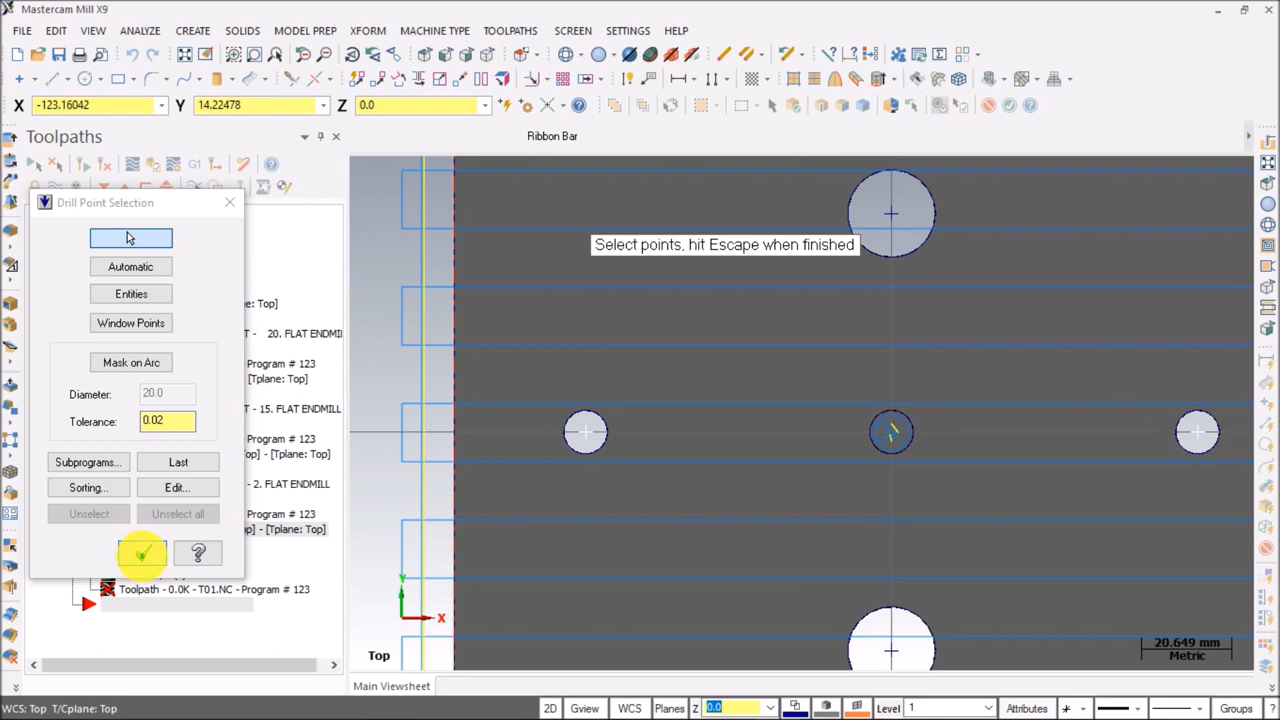 Mastercam Mill X9
FILE EDIT VIEW ANALYZE CREATE SOLIDS MODEL PREP XFORM MACHINE TYPE TOOLPATHS SCREEN SETTINGS HELP
X -123.16042 Y 14.22478 Z 0.0
Toolpaths
Ribbon Bar
G1
Drill Point Selection
Select points, hit Escape when finished
Automatic
Entities
op]
Window Points
T - 20. FLAT ENDMILL
Mask on Arc
Program # 123
[Tplane: Top]
Diameter: 20.0
T - 15. FLAT ENDMILL
Tolerance: 0.02
Program # 123
- [Tplane: Top]
Subprograms... Last
- 2. FLAT ENDMILL
Sorting... Edit...
Program # 123
Unselect Unselect all
p] - [Tplane: Top]
Toolpath - 0.0K - T01.NC - Program # 123
Y
X
Top
20.649 mm
Metric
Main Viewsheet
WCS: Top T/Cplane: Top 2D Gview WCS Planes Z 0.0 Level 1 Attributes Groups